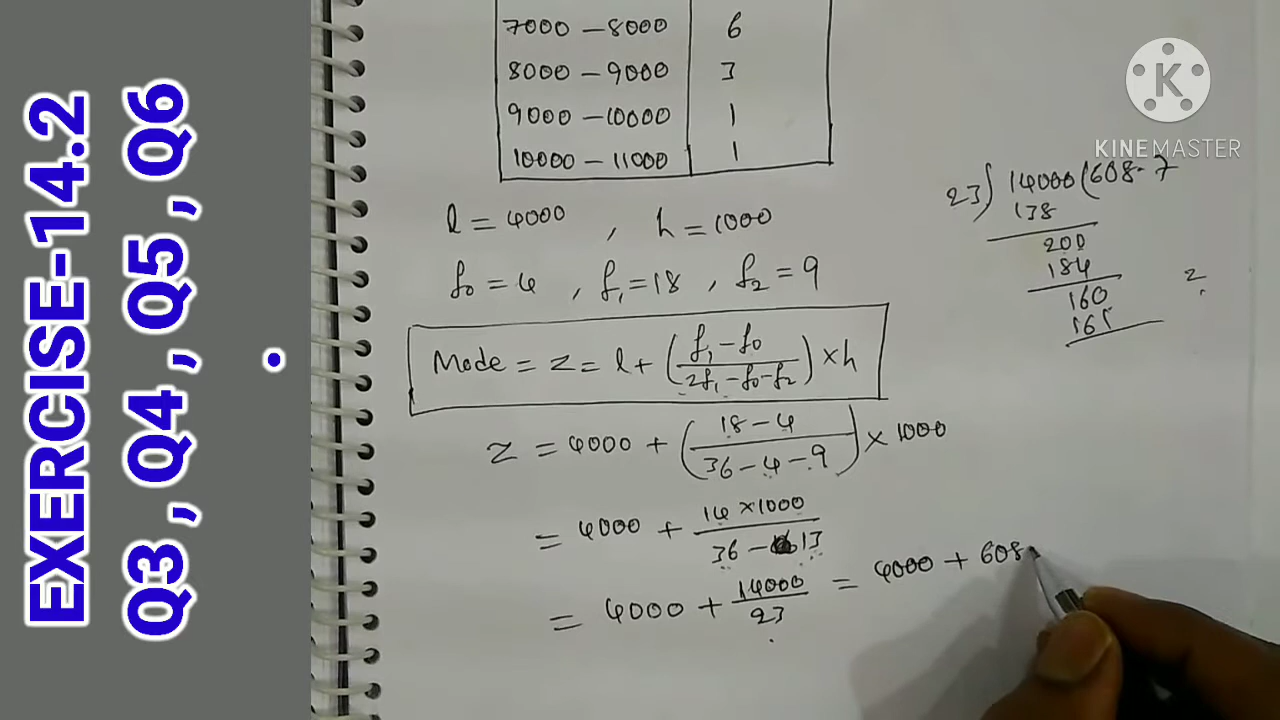 EXERCISE-14.2
Q3 , Q4 , Q5 , Q6 .
7000 – 8000 6
8000 – 9000 3
9000 – 10000 1
10000 – 11000 1
K
KINEMASTER
l = 4000 , h = 1000
f₀ = 4 , f₁ = 18 , f₂ = 9
Mode = Z = l + (f₁ – f₀ / 2f₁ – f₀ – f₂) × h
Z = 4000 + (18 – 4 / 36 – 4 – 9) × 1000
= 4000 + 14 × 1000 / 36 – 13
= 4000 + 14000 / 23 = 4000 + 608.
23) 14000 (608.7
138
200
184
160
161
2